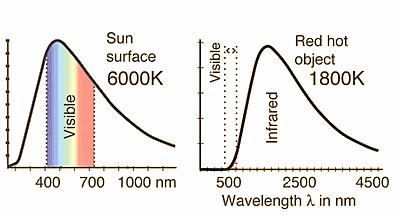 Sun
surface
6000K
Visible
400 700 1000 nm
Red hot
object
1800K
Visible
Infrared
500 2500 4500
Wavelength λ in nm